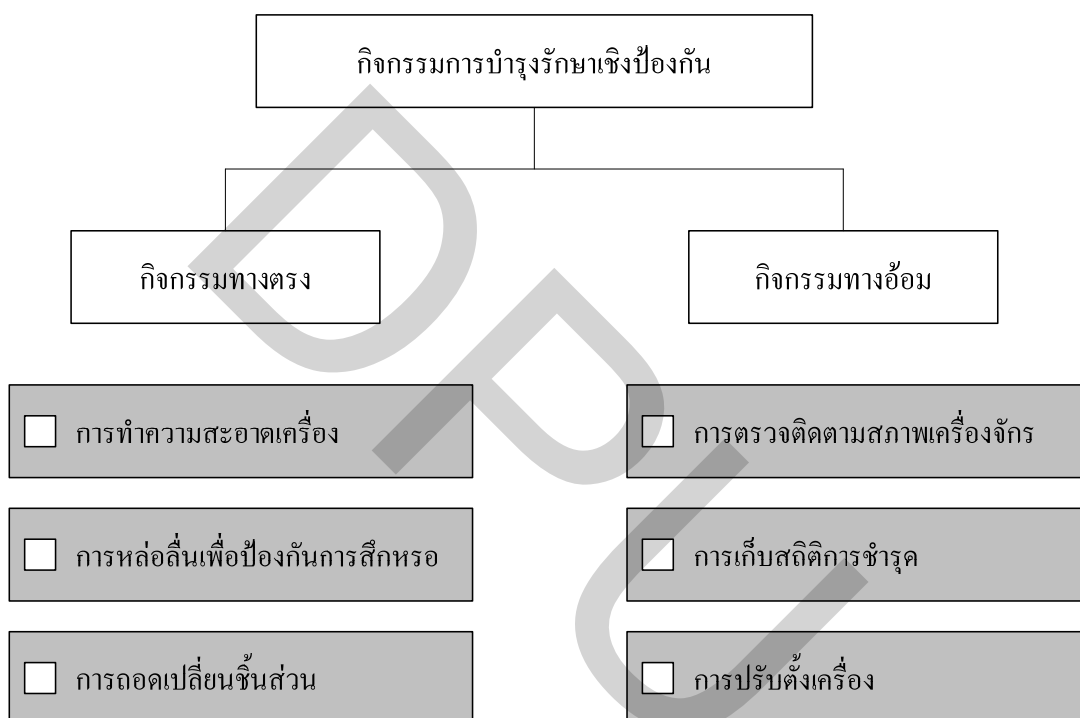 กิจกรรมการบำรุงรักษาเชิงป้องกัน
กิจกรรมทางตรง
กิจกรรมทางอ้อม
การทำความสะอาดเครื่อง
การตรวจติดตามสภาพเครื่องจักร
การหล่อลื่นเพื่อป้องกันการสึกหรอ
การเก็บสถิติการชำรุด
การถอดเปลี่ยนชิ้นส่วน
การปรับตั้งเครื่อง
DPU